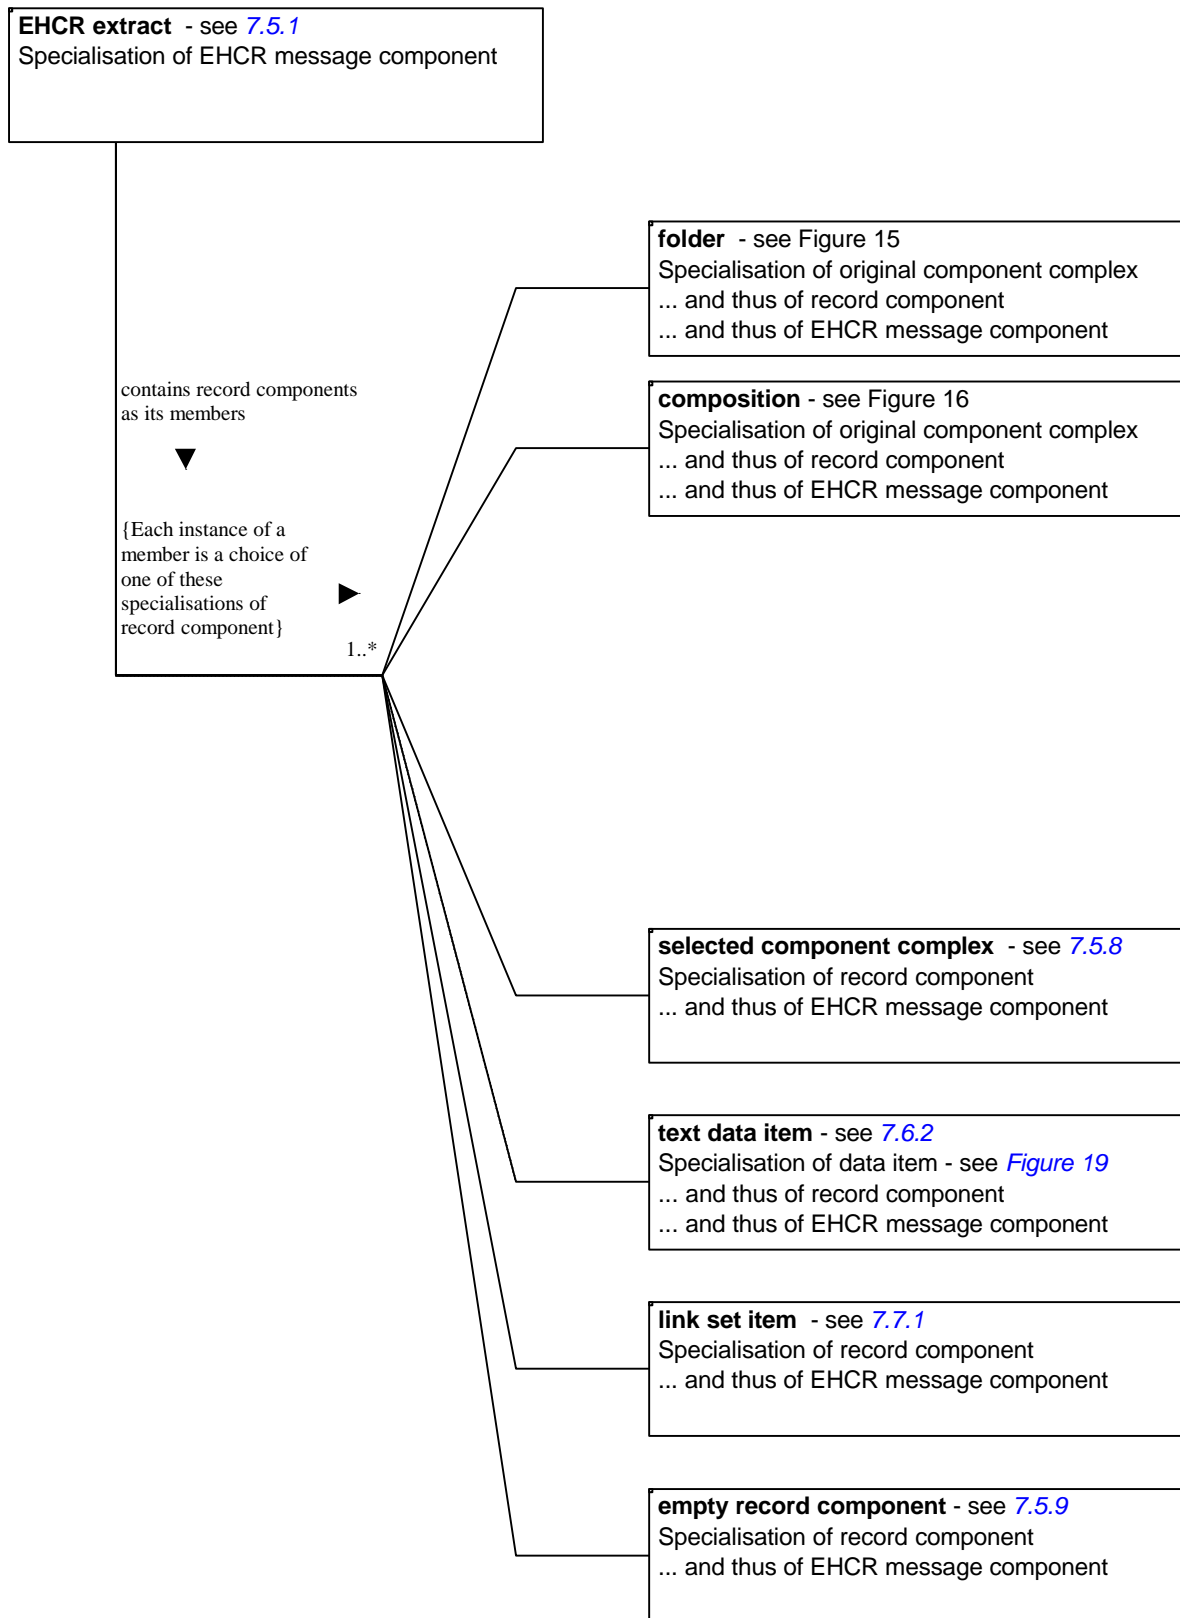 EHCR extract - see 7.5.1
Specialisation of EHCR message component
folder - see Figure 15
Specialisation of original component complex
... and thus of record component
... and thus of EHCR message component
contains record components
as its members
composition - see Figure 16
Specialisation of original component complex
... and thus of record component
... and thus of EHCR message component
{Each instance of a
member is a choice of
one of these
specialisations of
record component}
1..*
selected component complex - see 7.5.8
Specialisation of record component
... and thus of EHCR message component
text data item - see 7.6.2
Specialisation of data item - see Figure 19
... and thus of record component
... and thus of EHCR message component
link set item - see 7.7.1
Specialisation of record component
... and thus of EHCR message component
empty record component - see 7.5.9
Specialisation of record component
... and thus of EHCR message component